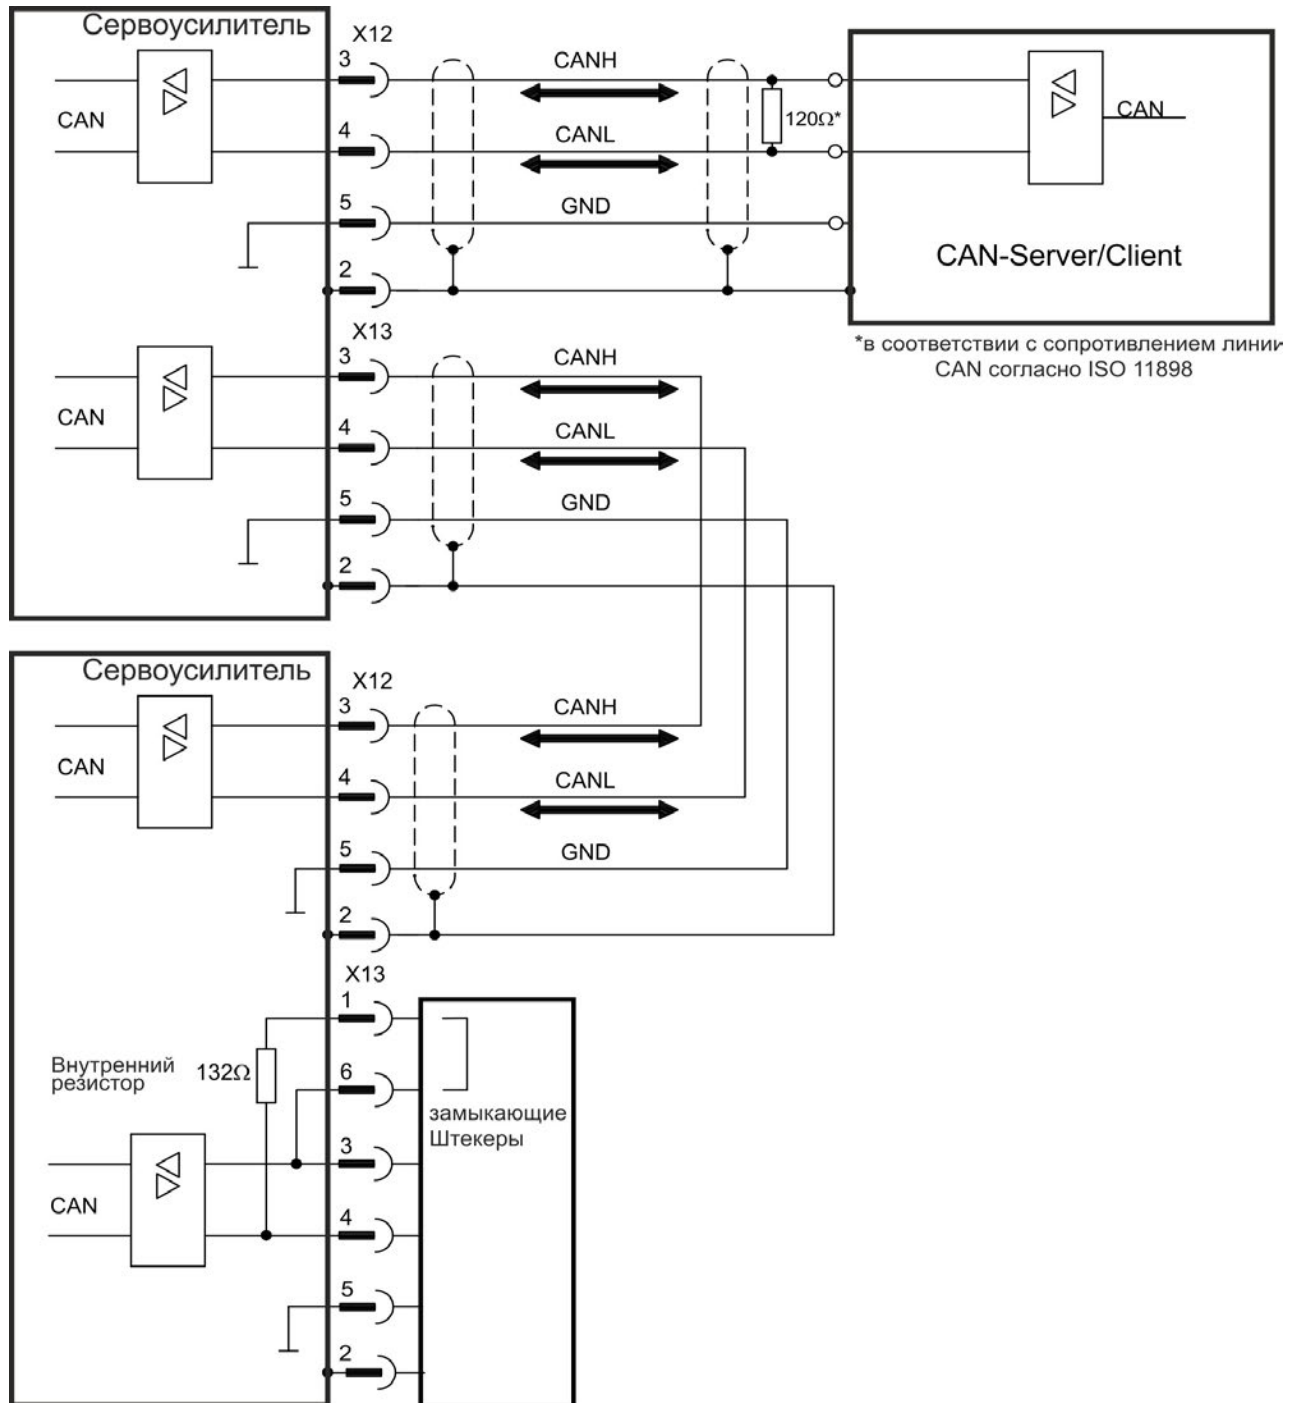 Сервоусилитель
X12
3
CANH
CAN
120Ω*
CAN
4
CANL
5
GND
2
CAN-Server/Client
*в соответствии с сопротивлением линии
CAN согласно ISO 11898
X13
3
CANH
CAN
4
CANL
5
GND
2
Сервоусилитель
X12
3
CANH
CAN
4
CANL
5
GND
2
X13
1
Внутренний
резистор
132Ω
6
замыкающие
Штекеры
3
CAN
4
5
2